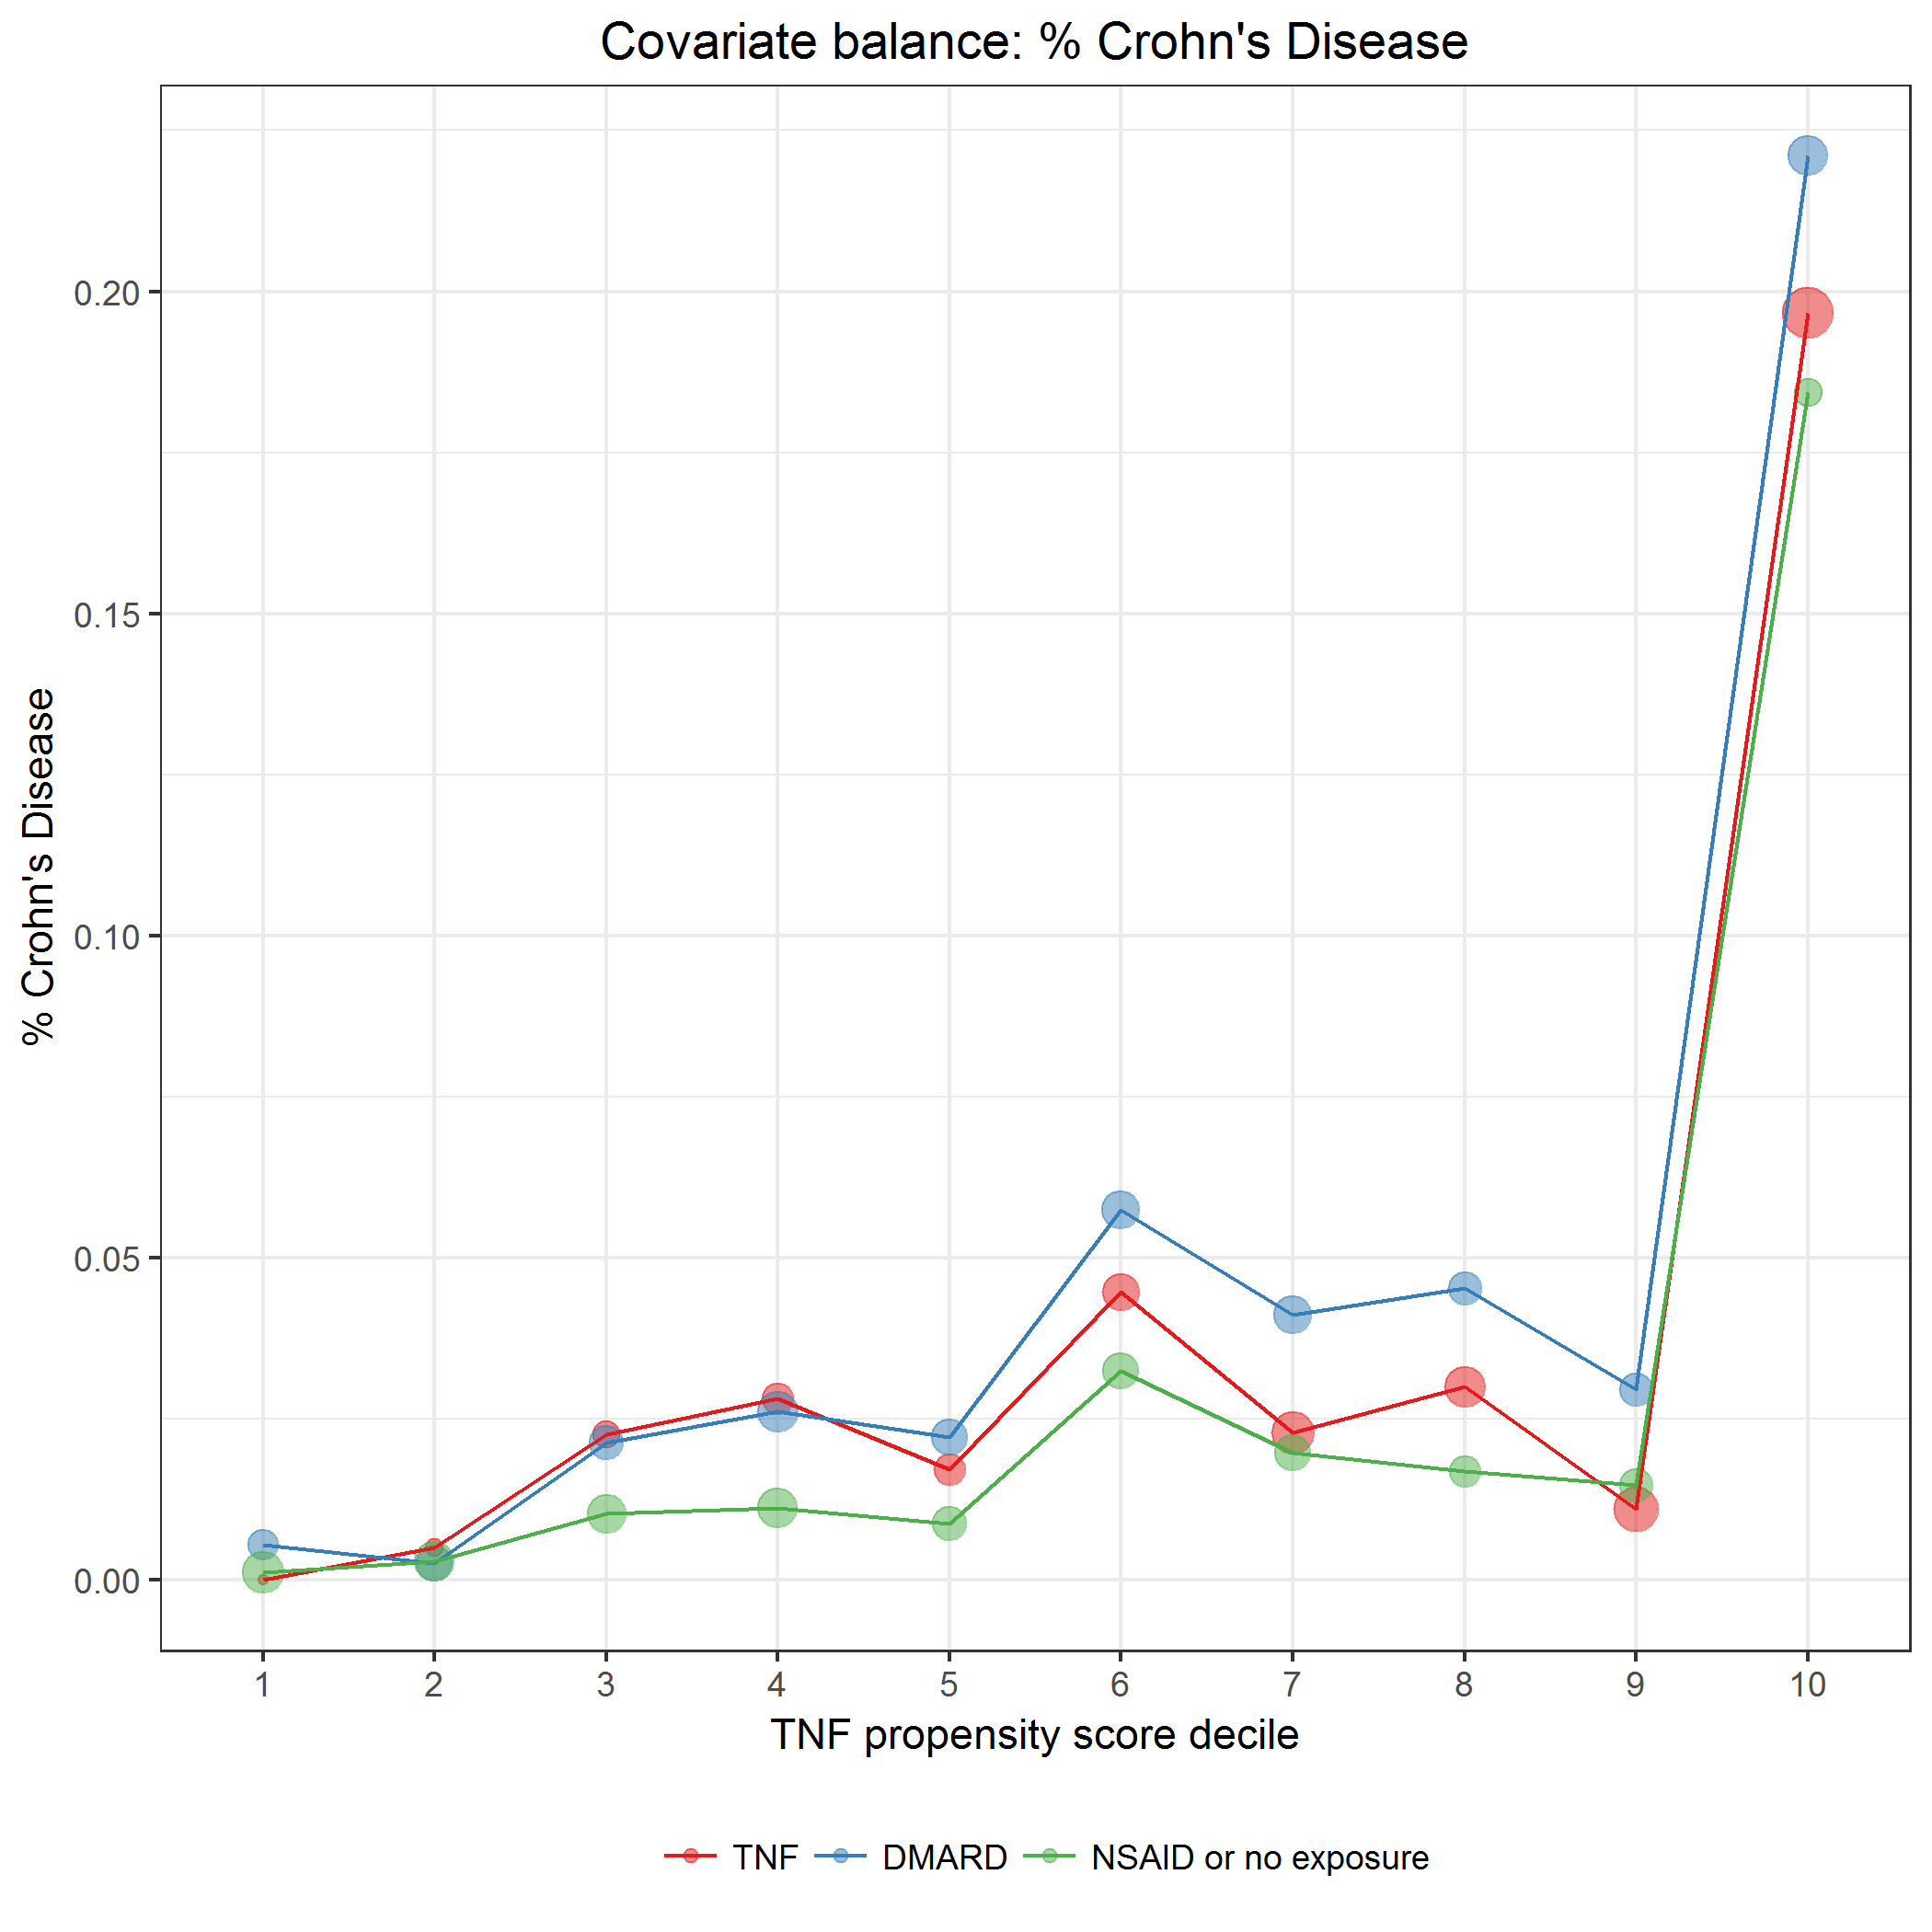 Covariate balance: % Crohn's Disease
% Crohn's Disease
0.20
0.15
0.10
0.05
0.00
1 2 3 4 5 6 7 8 9 10
TNF propensity score decile
TNF DMARD NSAID or no exposure